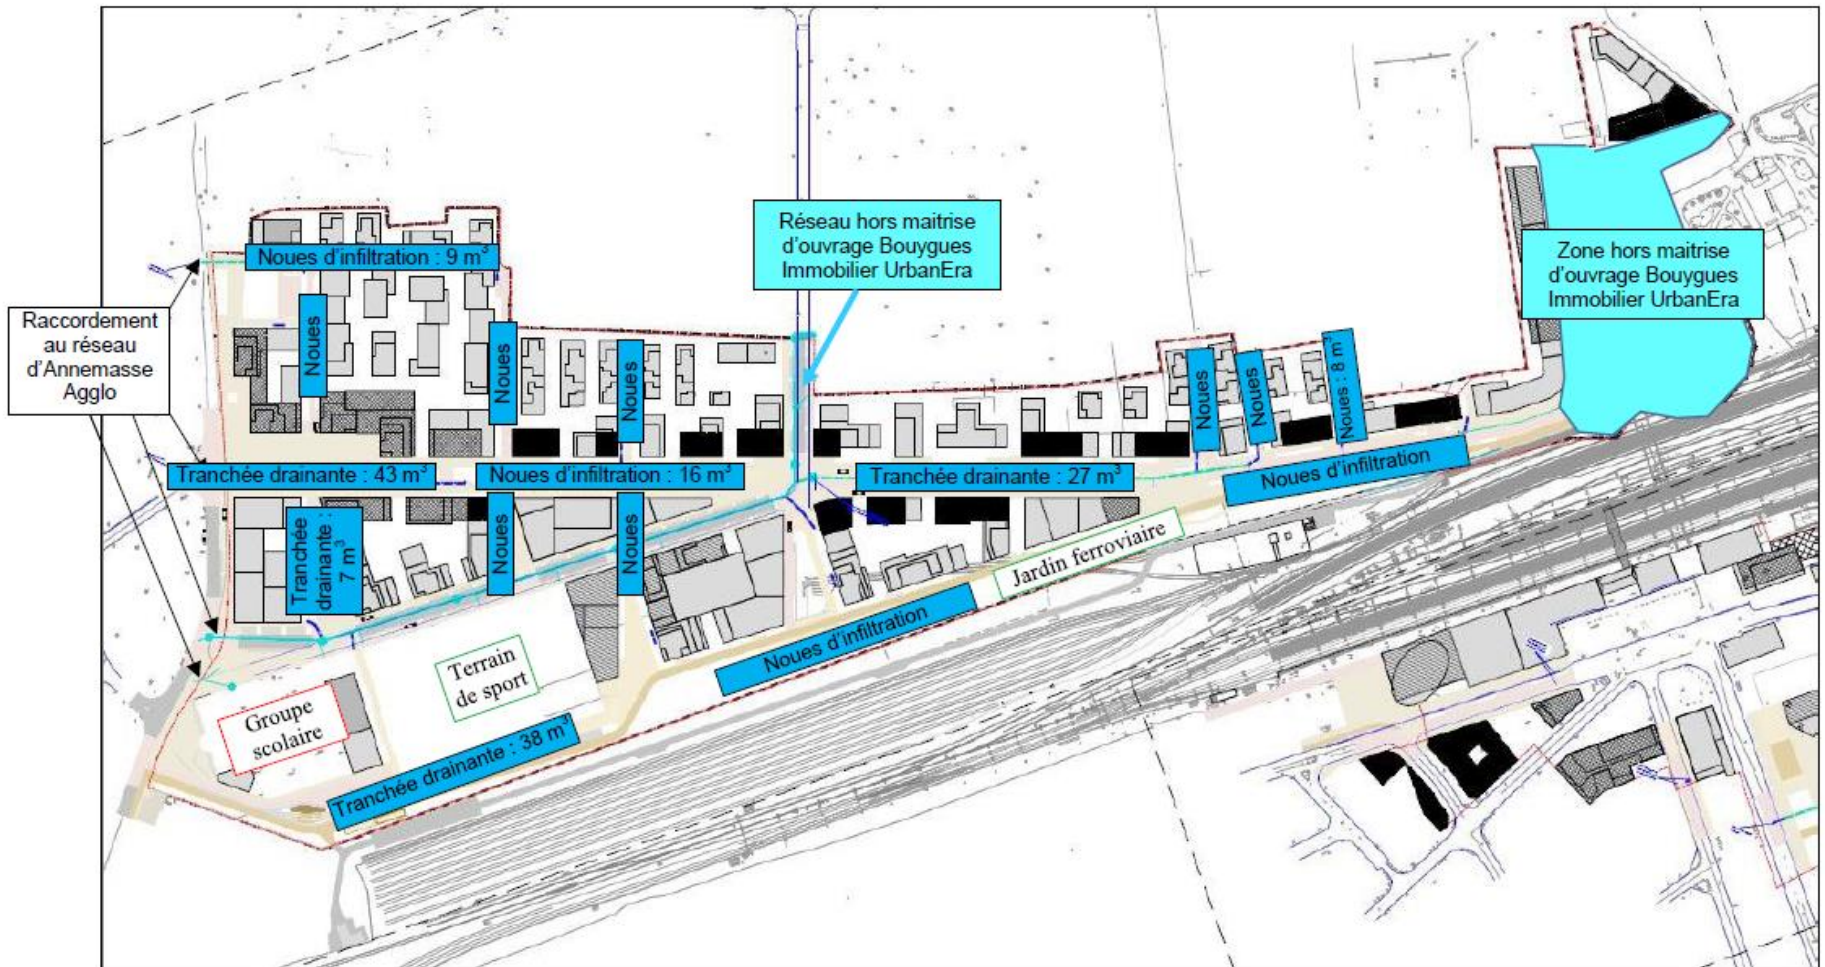 Réseau hors maitrise
d'ouvrage Bouygues
Immobilier UrbanEra
Zone hors maitrise
d'ouvrage Bouygues
Immobilier UrbanEra
Noues d'infiltration : 9 m³
Raccordement
au réseau
d'Annemasse
Agglo
Noues
Noues
Noues
Noues
Noues
Noues : 8 m³
Tranchée drainante : 43 m³
Noues d'infiltration : 16 m³
Tranchée drainante : 27 m³
Noues d'infiltration
Tranchée
drainante :
7 m³
Noues
Noues
Jardin ferroviaire
Noues d'infiltration
Terrain
de sport
Groupe
scolaire
Tranchée drainante : 38 m³